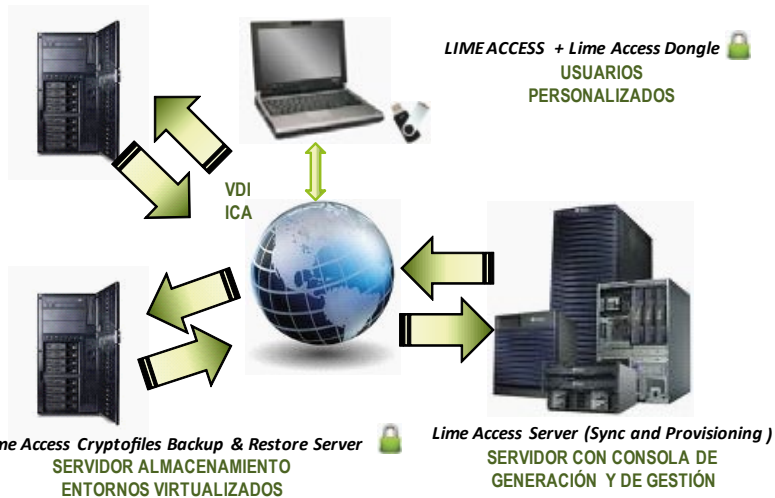 LIME ACCESS + Lime Access Dongle
USUARIOS
PERSONALIZADOS
VDI
ICA
me Access Cryptofiles Backup & Restore Server
SERVIDOR ALMACENAMIENTO
ENTORNOS VIRTUALIZADOS
Lime Access Server (Sync and Provisioning )
SERVIDOR CON CONSOLA DE
GENERACIÓN Y DE GESTIÓN